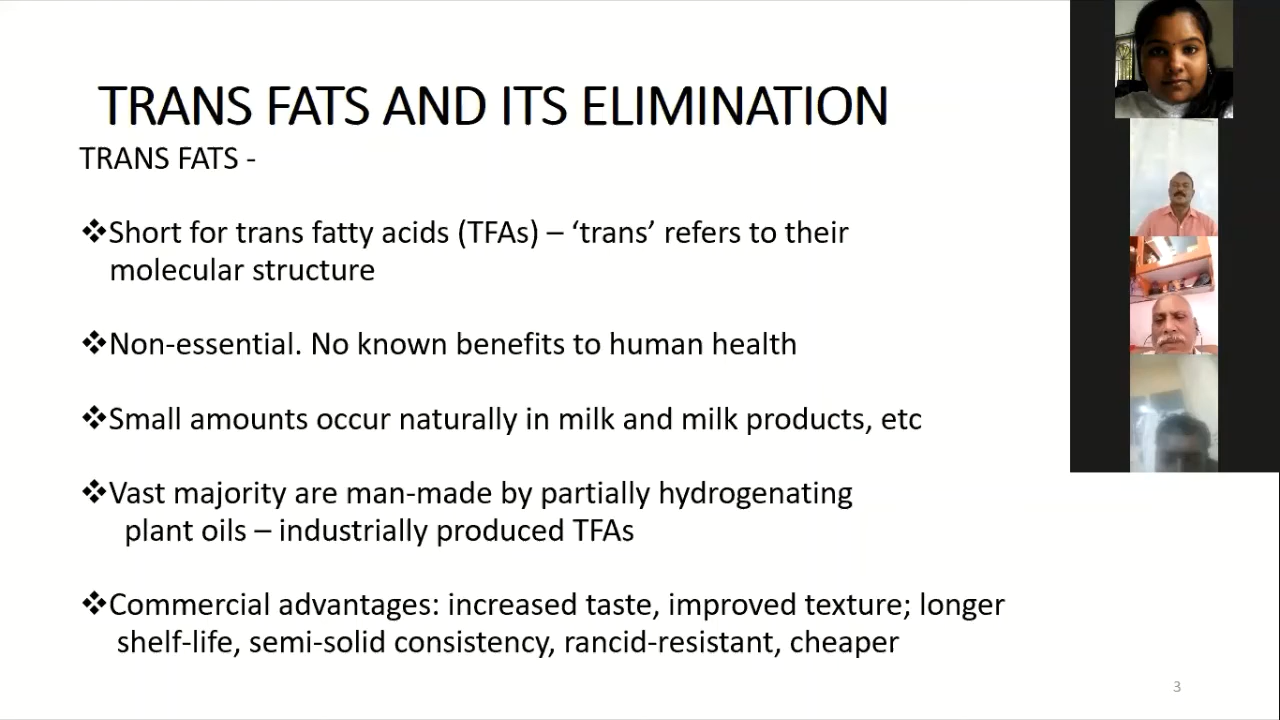 TRANS FATS AND ITS ELIMINATION
TRANS FATS -
❖Short for trans fatty acids (TFAs) – ‘trans’ refers to their
molecular structure
❖Non-essential. No known benefits to human health
❖Small amounts occur naturally in milk and milk products, etc
❖Vast majority are man-made by partially hydrogenating
plant oils – industrially produced TFAs
❖Commercial advantages: increased taste, improved texture; longer
shelf-life, semi-solid consistency, rancid-resistant, cheaper
3